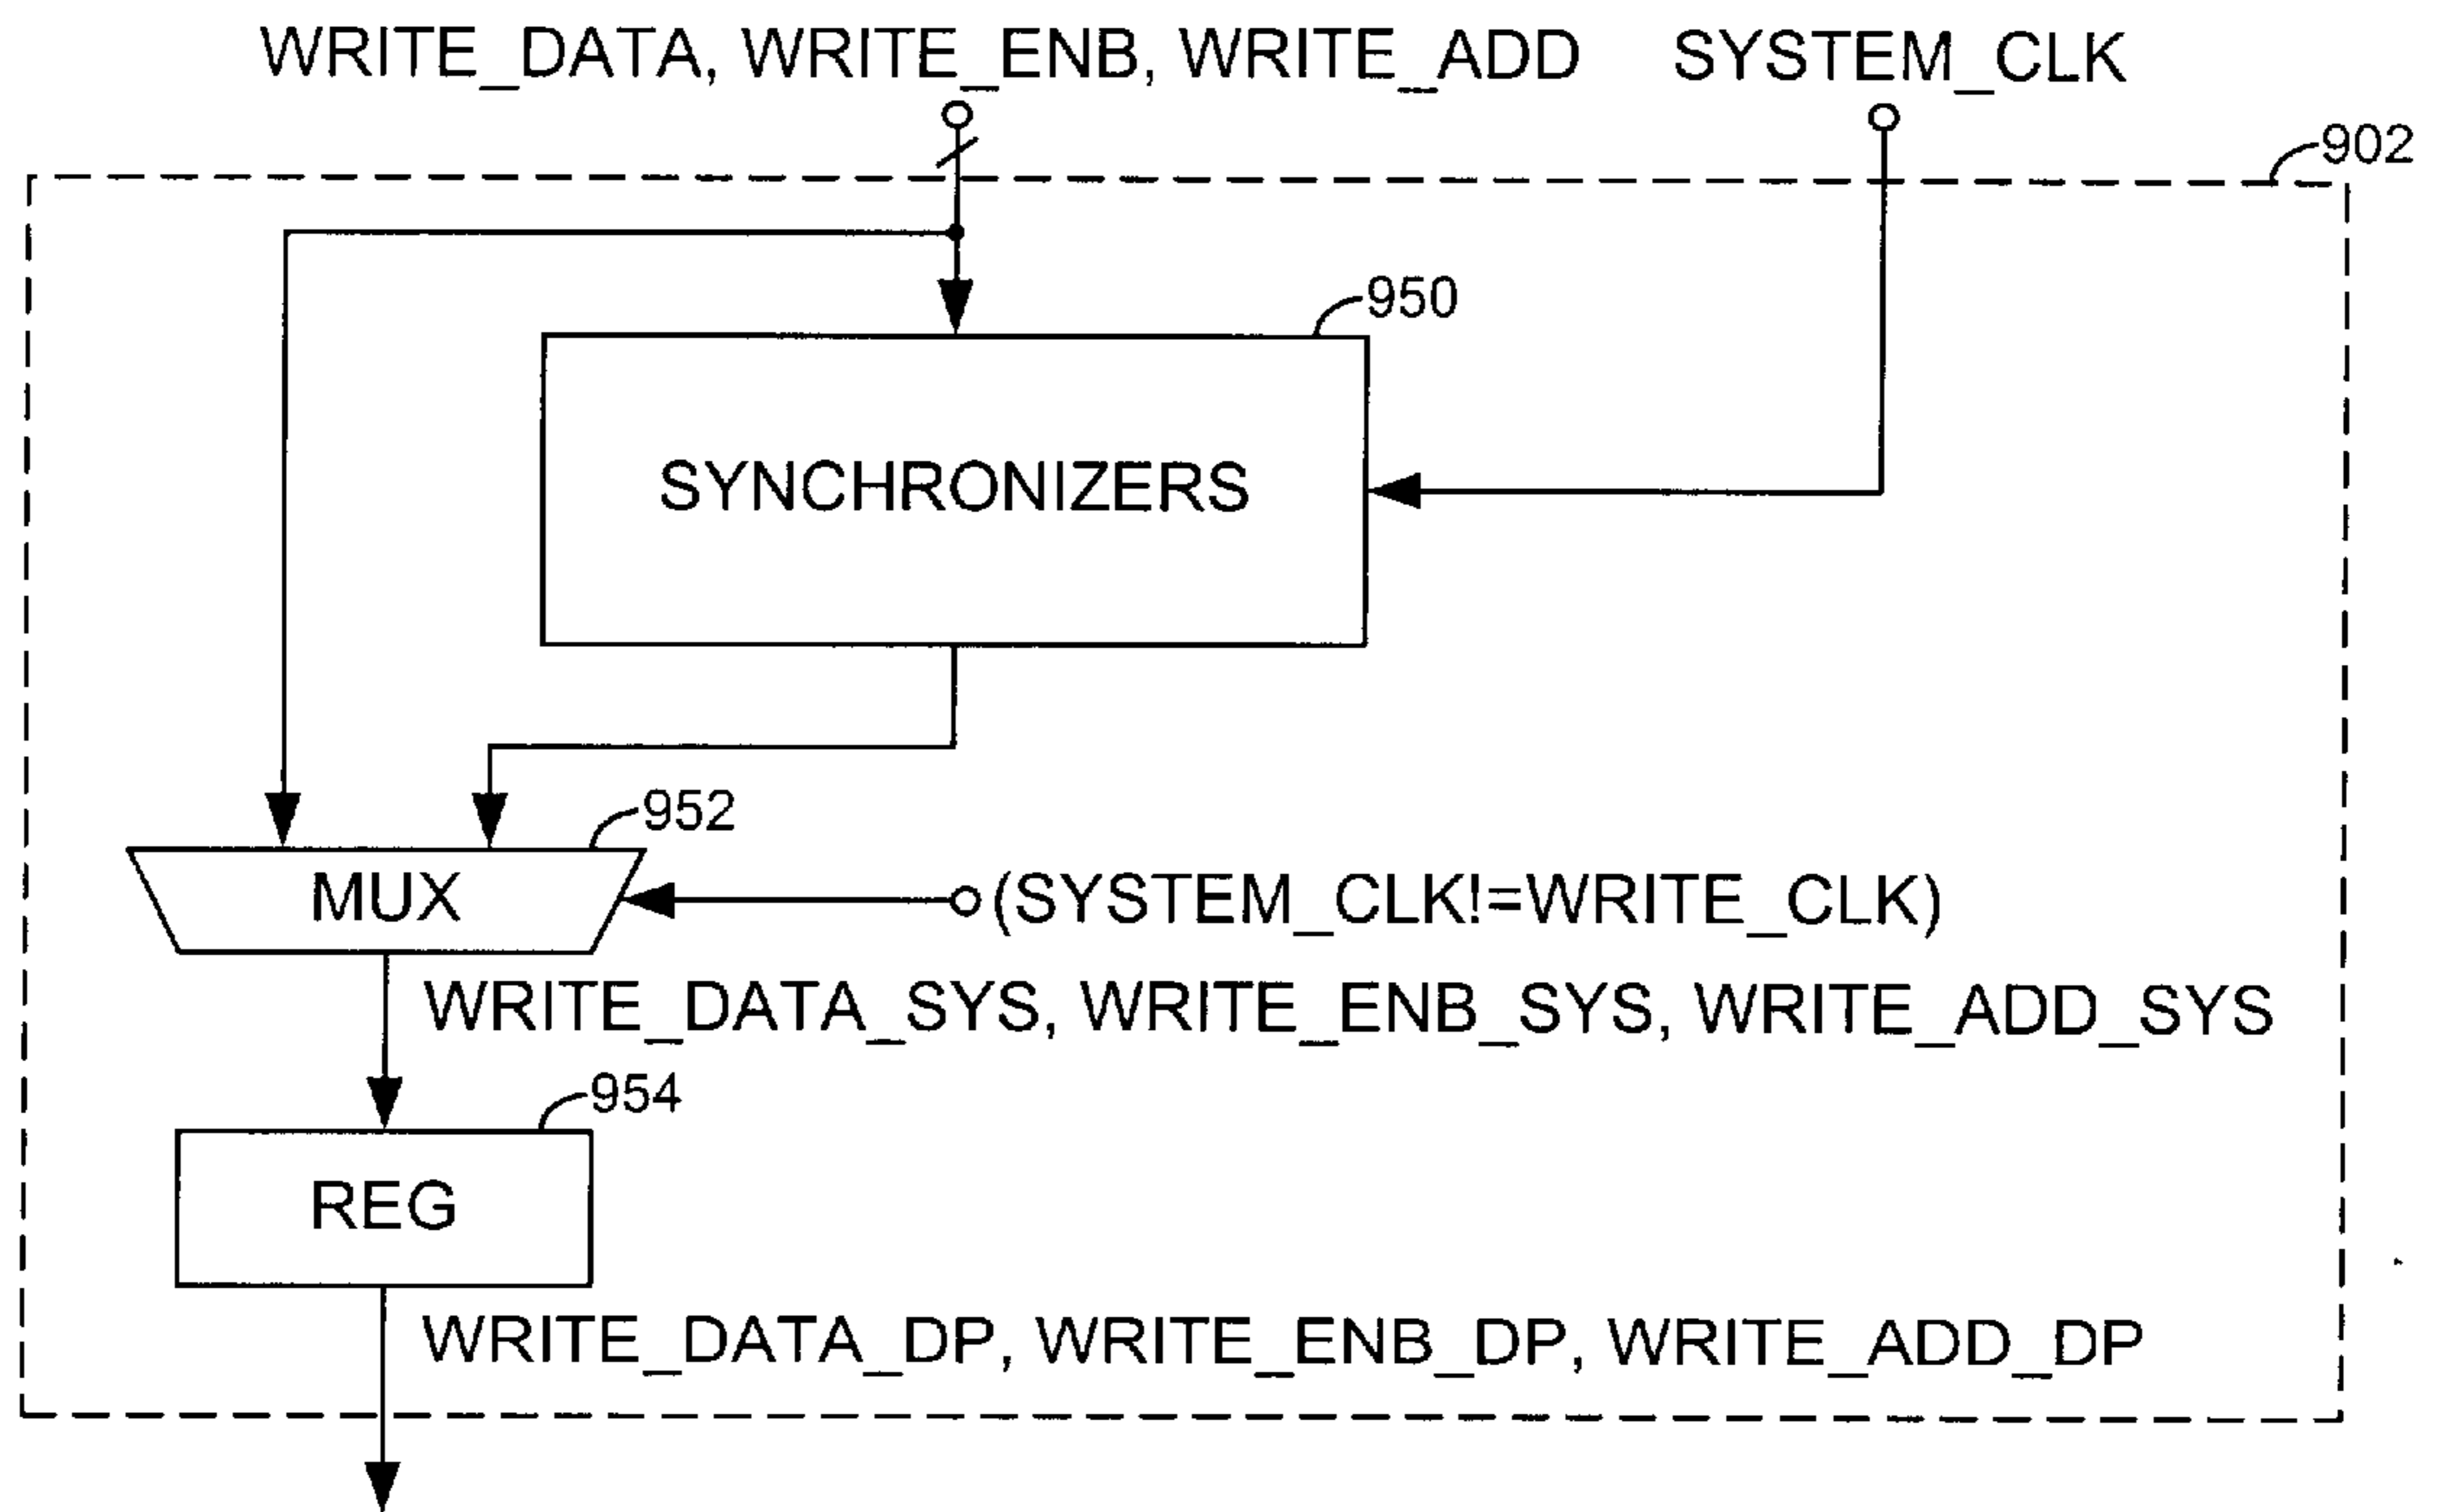 WRITE_DATA, WRITE_ENB, WRITE_ADD SYSTEM_CLK
902
950
SYNCHRONIZERS
952
MUX
(SYSTEM_CLK!=WRITE_CLK)
WRITE_DATA_SYS, WRITE_ENB_SYS, WRITE_ADD_SYS
954
REG
WRITE_DATA_DP, WRITE_ENB_DP, WRITE_ADD_DP